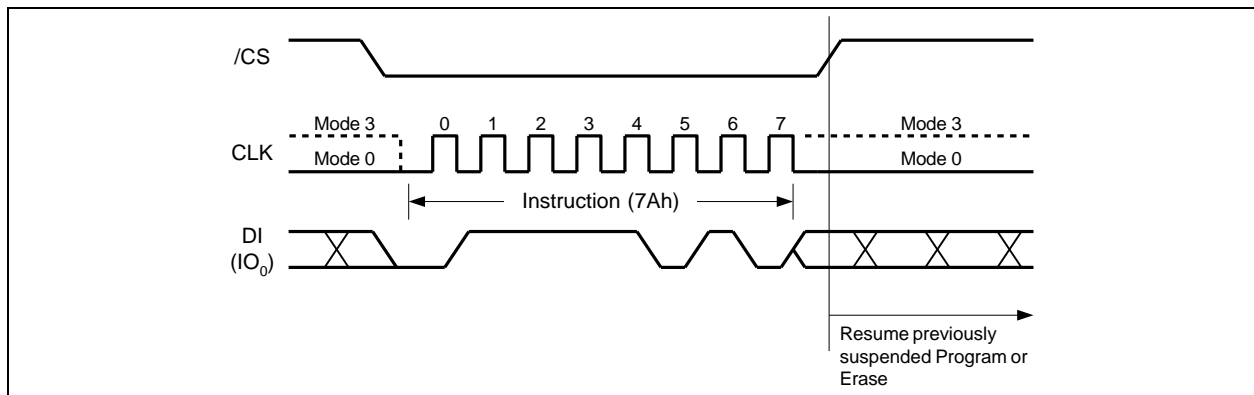 /CS
Mode 3 0 1 2 3 4 5 6 7 Mode 3
CLK
Mode 0 Mode 0
Instruction (7Ah)
DI
(IO0)
Resume previously
suspended Program or
Erase